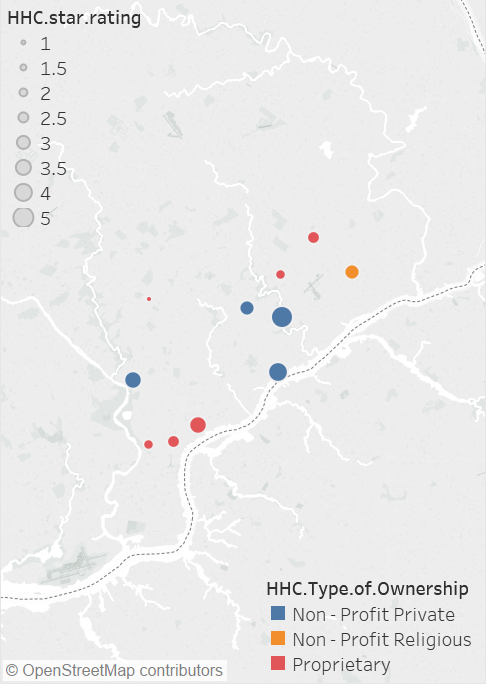 HHC.star.rating
1
1.5
2
2.5
3
3.5
4
5
HHC.Type.of.Ownership
Non - Profit Private
Non - Profit Religious
Proprietary
© OpenStreetMap contributors